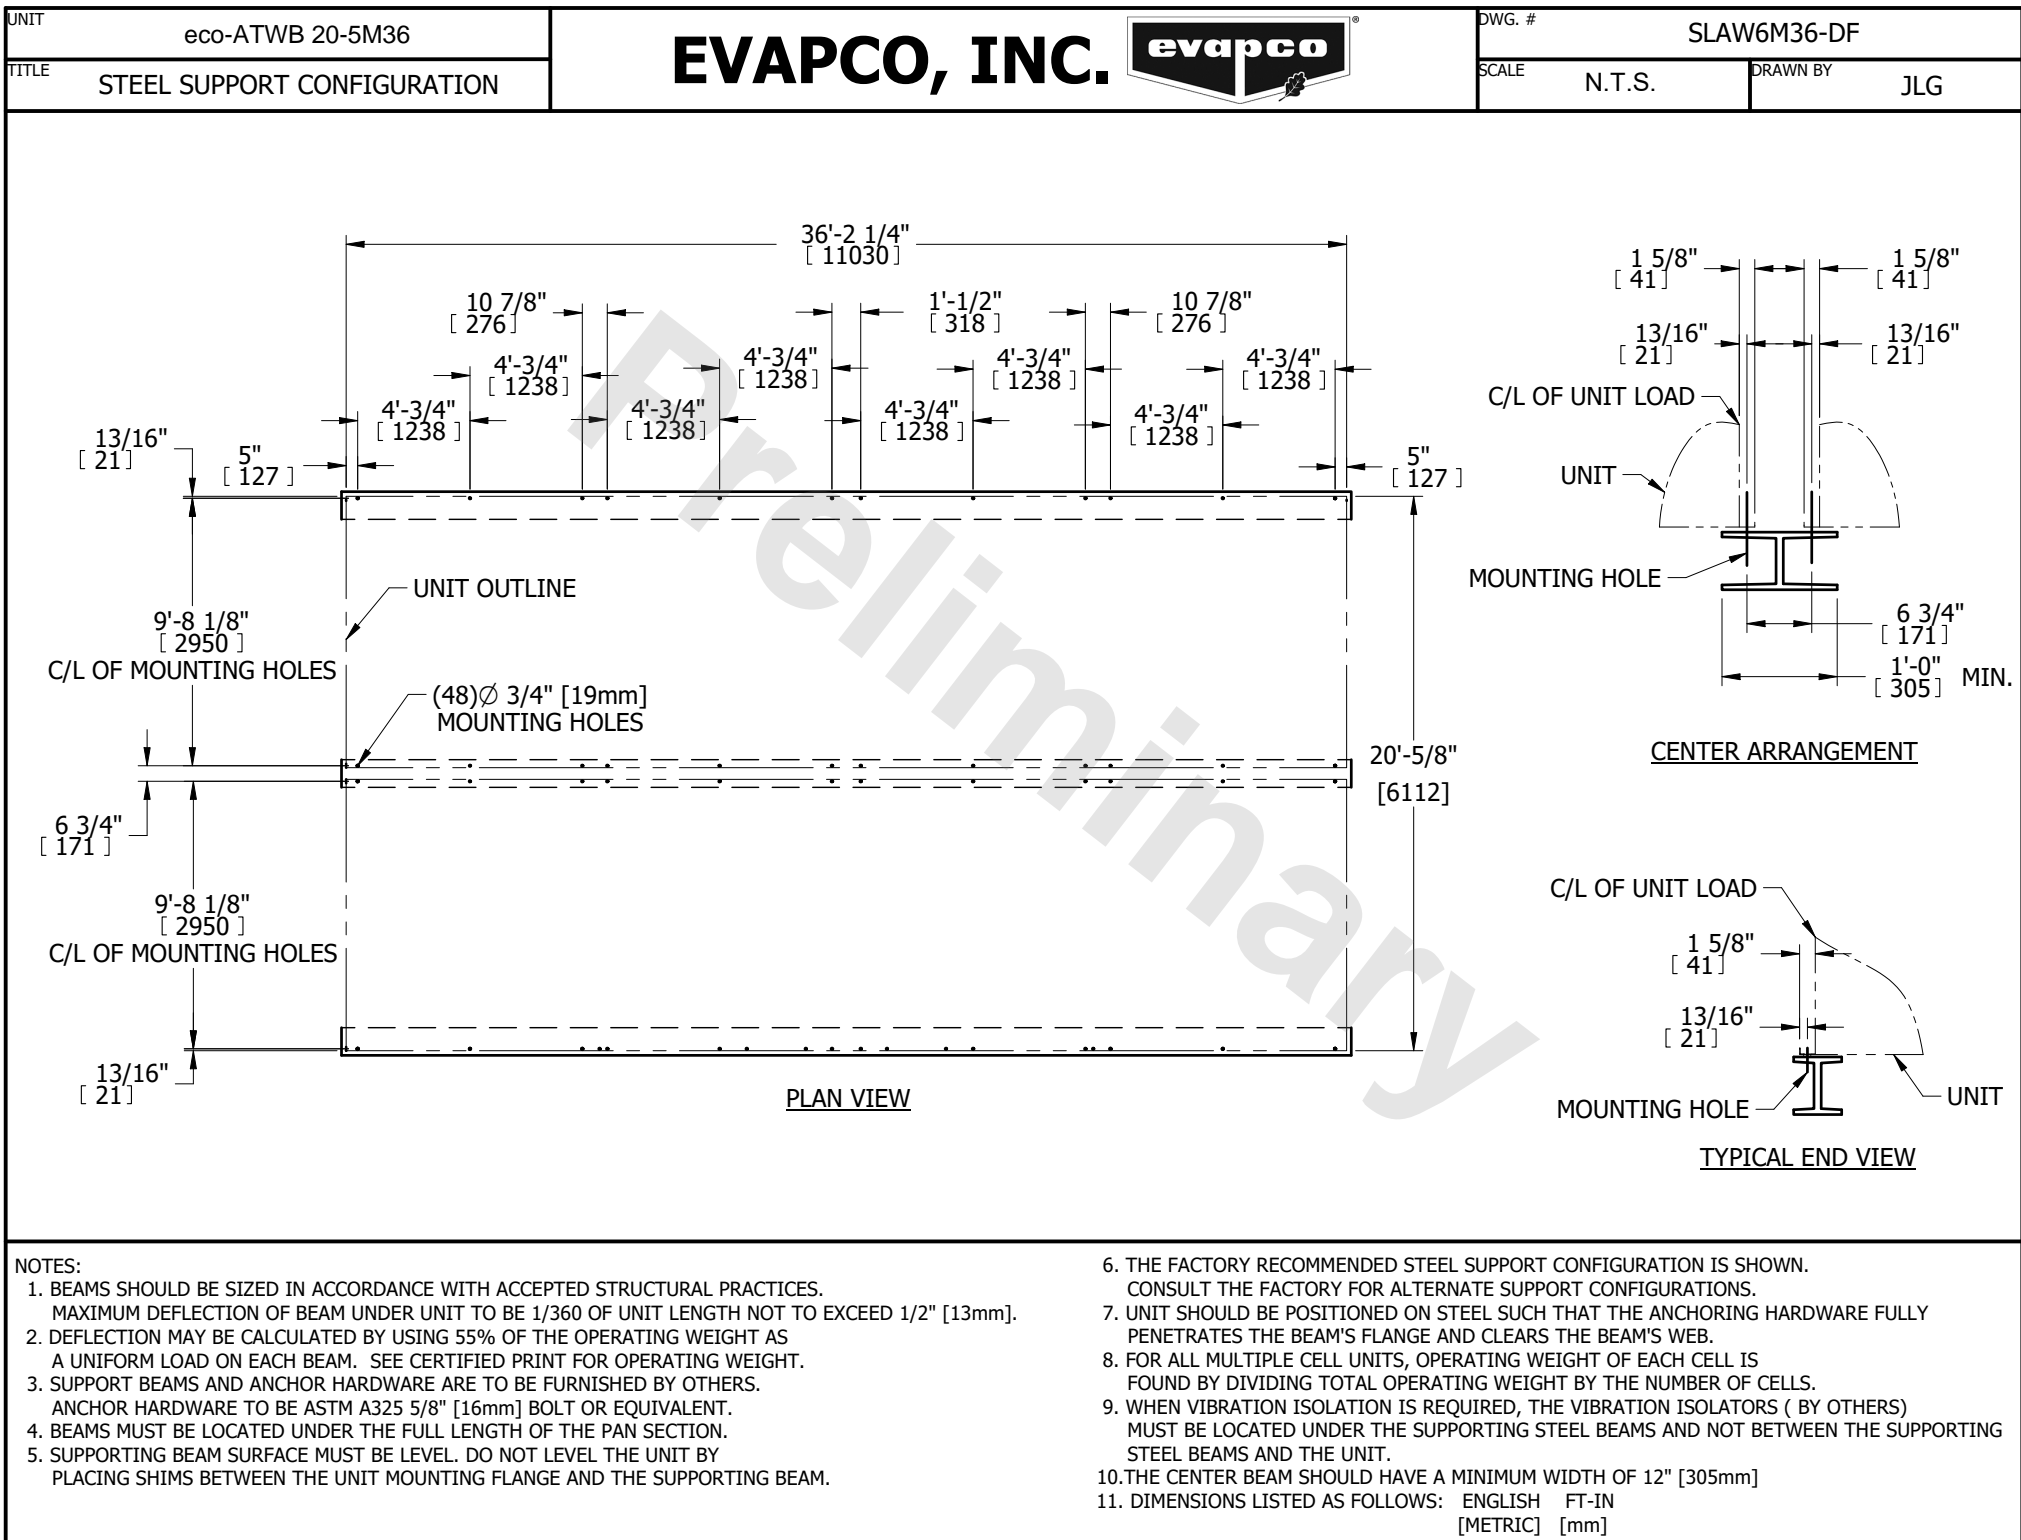 UNIT
eco-ATWB 20-5M36
TITLE
STEEL SUPPORT CONFIGURATION
EVAPCO, INC.
evapco®
DWG. #
SLAW6M36-DF
SCALE
N.T.S.
DRAWN BY
JLG
36'-2 1/4"
[ 11030 ]
10 7/8"
[ 276 ]
1'-1/2"
[ 318 ]
10 7/8"
[ 276 ]
4'-3/4"
[ 1238 ]
4'-3/4"
[ 1238 ]
4'-3/4"
[ 1238 ]
4'-3/4"
[ 1238 ]
4'-3/4"
[ 1238 ]
4'-3/4"
[ 1238 ]
4'-3/4"
[ 1238 ]
4'-3/4"
[ 1238 ]
13/16"
[ 21 ]
5"
[ 127 ]
5"
[ 127 ]
UNIT OUTLINE
9'-8 1/8"
[ 2950 ]
C/L OF MOUNTING HOLES
(48)Ø 3/4" [19mm]
MOUNTING HOLES
20'-5/8"
[6112]
6 3/4"
[ 171 ]
9'-8 1/8"
[ 2950 ]
C/L OF MOUNTING HOLES
13/16"
[ 21 ]
PLAN VIEW
Preliminary
1 5/8"
[ 41 ]
1 5/8"
[ 41 ]
13/16"
[ 21 ]
13/16"
[ 21 ]
C/L OF UNIT LOAD
UNIT
MOUNTING HOLE
6 3/4"
[ 171 ]
1'-0"
[ 305 ] MIN.
CENTER ARRANGEMENT
C/L OF UNIT LOAD
1 5/8"
[ 41 ]
13/16"
[ 21 ]
MOUNTING HOLE
UNIT
TYPICAL END VIEW
NOTES:
1. BEAMS SHOULD BE SIZED IN ACCORDANCE WITH ACCEPTED STRUCTURAL PRACTICES.
MAXIMUM DEFLECTION OF BEAM UNDER UNIT TO BE 1/360 OF UNIT LENGTH NOT TO EXCEED 1/2" [13mm].
2. DEFLECTION MAY BE CALCULATED BY USING 55% OF THE OPERATING WEIGHT AS
A UNIFORM LOAD ON EACH BEAM. SEE CERTIFIED PRINT FOR OPERATING WEIGHT.
3. SUPPORT BEAMS AND ANCHOR HARDWARE ARE TO BE FURNISHED BY OTHERS.
ANCHOR HARDWARE TO BE ASTM A325 5/8" [16mm] BOLT OR EQUIVALENT.
4. BEAMS MUST BE LOCATED UNDER THE FULL LENGTH OF THE PAN SECTION.
5. SUPPORTING BEAM SURFACE MUST BE LEVEL. DO NOT LEVEL THE UNIT BY
PLACING SHIMS BETWEEN THE UNIT MOUNTING FLANGE AND THE SUPPORTING BEAM.
6. THE FACTORY RECOMMENDED STEEL SUPPORT CONFIGURATION IS SHOWN.
CONSULT THE FACTORY FOR ALTERNATE SUPPORT CONFIGURATIONS.
7. UNIT SHOULD BE POSITIONED ON STEEL SUCH THAT THE ANCHORING HARDWARE FULLY
PENETRATES THE BEAM'S FLANGE AND CLEARS THE BEAM'S WEB.
8. FOR ALL MULTIPLE CELL UNITS, OPERATING WEIGHT OF EACH CELL IS
FOUND BY DIVIDING TOTAL OPERATING WEIGHT BY THE NUMBER OF CELLS.
9. WHEN VIBRATION ISOLATION IS REQUIRED, THE VIBRATION ISOLATORS ( BY OTHERS)
MUST BE LOCATED UNDER THE SUPPORTING STEEL BEAMS AND NOT BETWEEN THE SUPPORTING
STEEL BEAMS AND THE UNIT.
10.THE CENTER BEAM SHOULD HAVE A MINIMUM WIDTH OF 12" [305mm]
11. DIMENSIONS LISTED AS FOLLOWS: ENGLISH FT-IN
[METRIC] [mm]